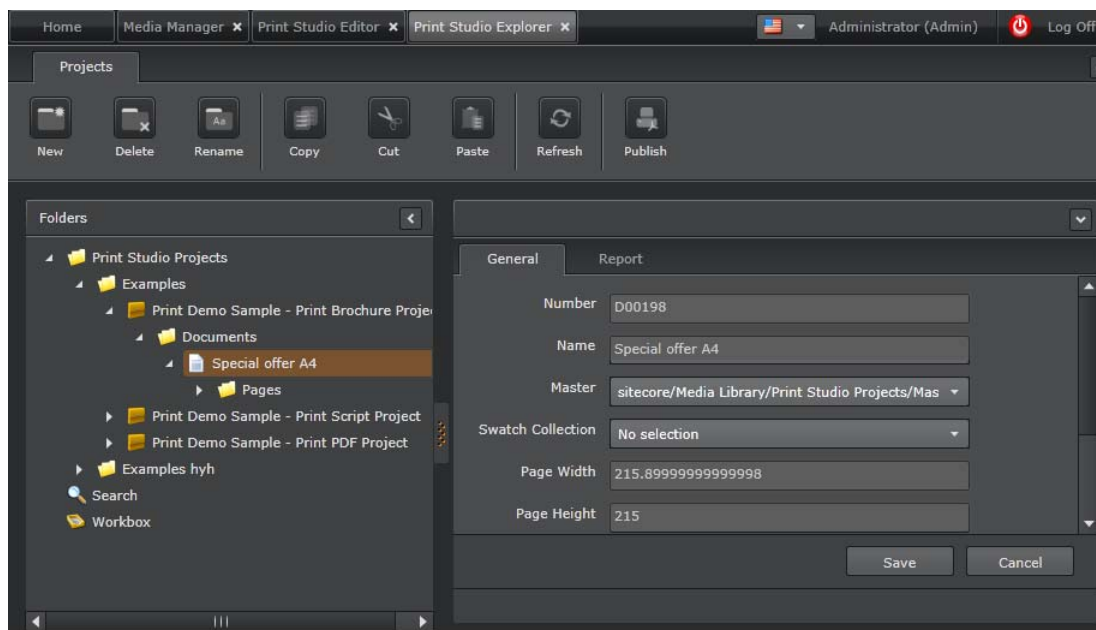 Home Media Manager Print Studio Editor Print Studio Explorer Administrator (Admin) Log Off
Projects
New Delete Rename Copy Cut Paste Refresh Publish
Folders
Print Studio Projects
Examples
Print Demo Sample - Print Brochure Proje
Documents
Special offer A4
Pages
Print Demo Sample - Print Script Project
Print Demo Sample - Print PDF Project
Examples hyh
Search
Workbox
General Report
Number D00198
Name Special offer A4
Master sitecore/Media Library/Print Studio Projects/Mas
Swatch Collection No selection
Page Width 215.89999999999998
Page Height 215
Save Cancel